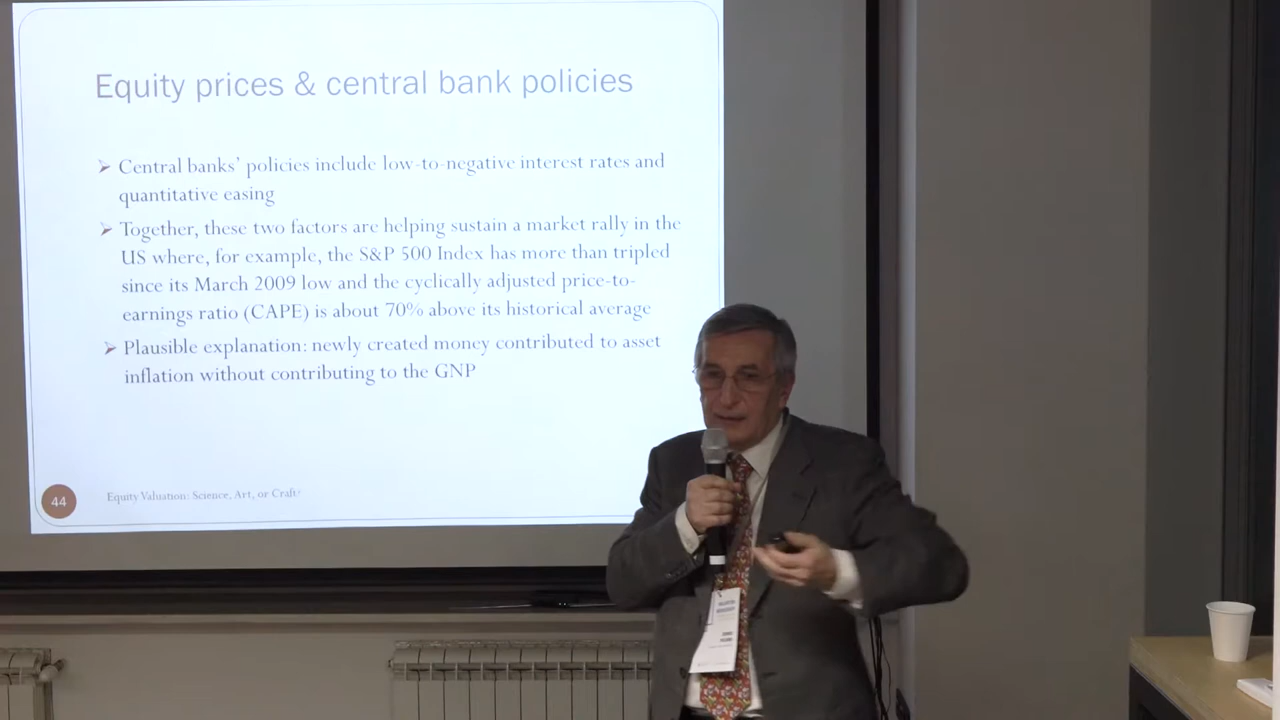 Equity prices & central bank policies
Central banks' policies include low-to-negative interest rates and
quantitative easing
Together, these two factors are helping sustain a market rally in the
US where, for example, the S&P 500 Index has more than tripled
since its March 2009 low and the cyclically adjusted price-to-
earnings ratio (CAPE) is about 70% above its historical average
Plausible explanation: newly created money contributed to asset
inflation without contributing to the GNP
44
Equity Valuation: Science, Art, or Craft?